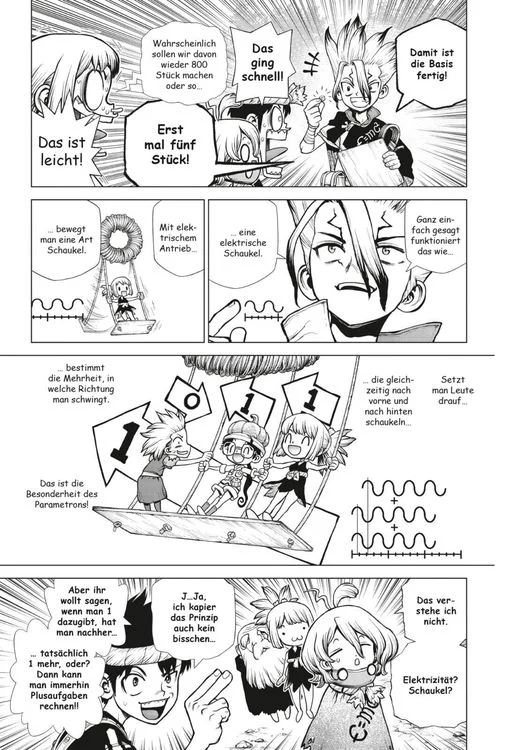 Damit ist
die Basis
fertig!
Das
ging
schnell!
Wahrscheinlich
sollen wir davon
wieder 800
Stück machen
oder so...
Erst
mal fünf
Stück!
Das ist
leicht!
Ganz ein-
fach gesagt
funktioniert
das wie...
... eine
elektrische
Schaukel.
Mit elek-
trischem
Antrieb...
... bewegt
man eine Art
Schaukel.
Setzt
man Leute
drauf...
... die gleich-
zeitig nach
vorne und
nach hinten
schaukeln...
... bestimmt
die Mehrheit, in
welche Richtung
man schwingt.
1 0 1 1
+
+
Das ist die
Besonderheit des
Parametrons!
Das ver-
stehe ich
nicht.
Elektrizität?
Schaukel?
J...Ja,
ich kapier
das Prinzip
auch kein
bisschen...
Aber ihr
wollt sagen,
wenn man 1
dazugibt, hat
man nachher...
... tatsächlich
1 mehr, oder?
Dann kann
man immerhin
Plusaufgaben
rechnen!!